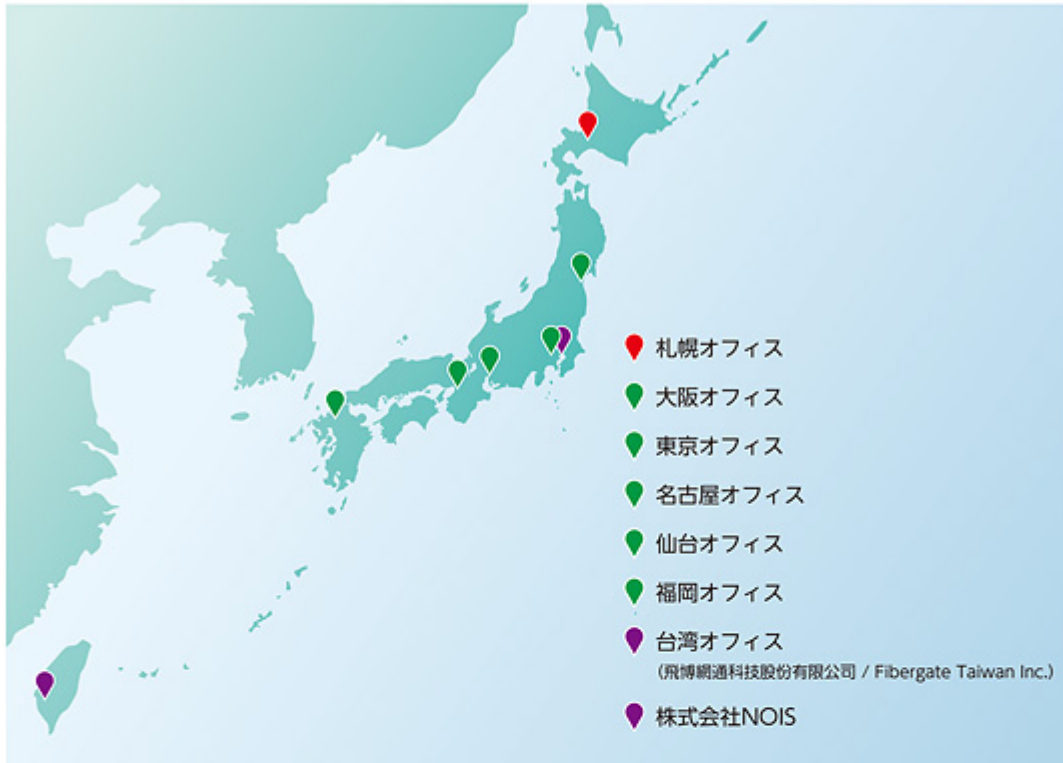 札幌オフィス
大阪オフィス
東京オフィス
名古屋オフィス
仙台オフィス
福岡オフィス
台湾オフィス
(飛博網通科技股份有限公司 / Fibergate Taiwan Inc.)
株式会社NOIS